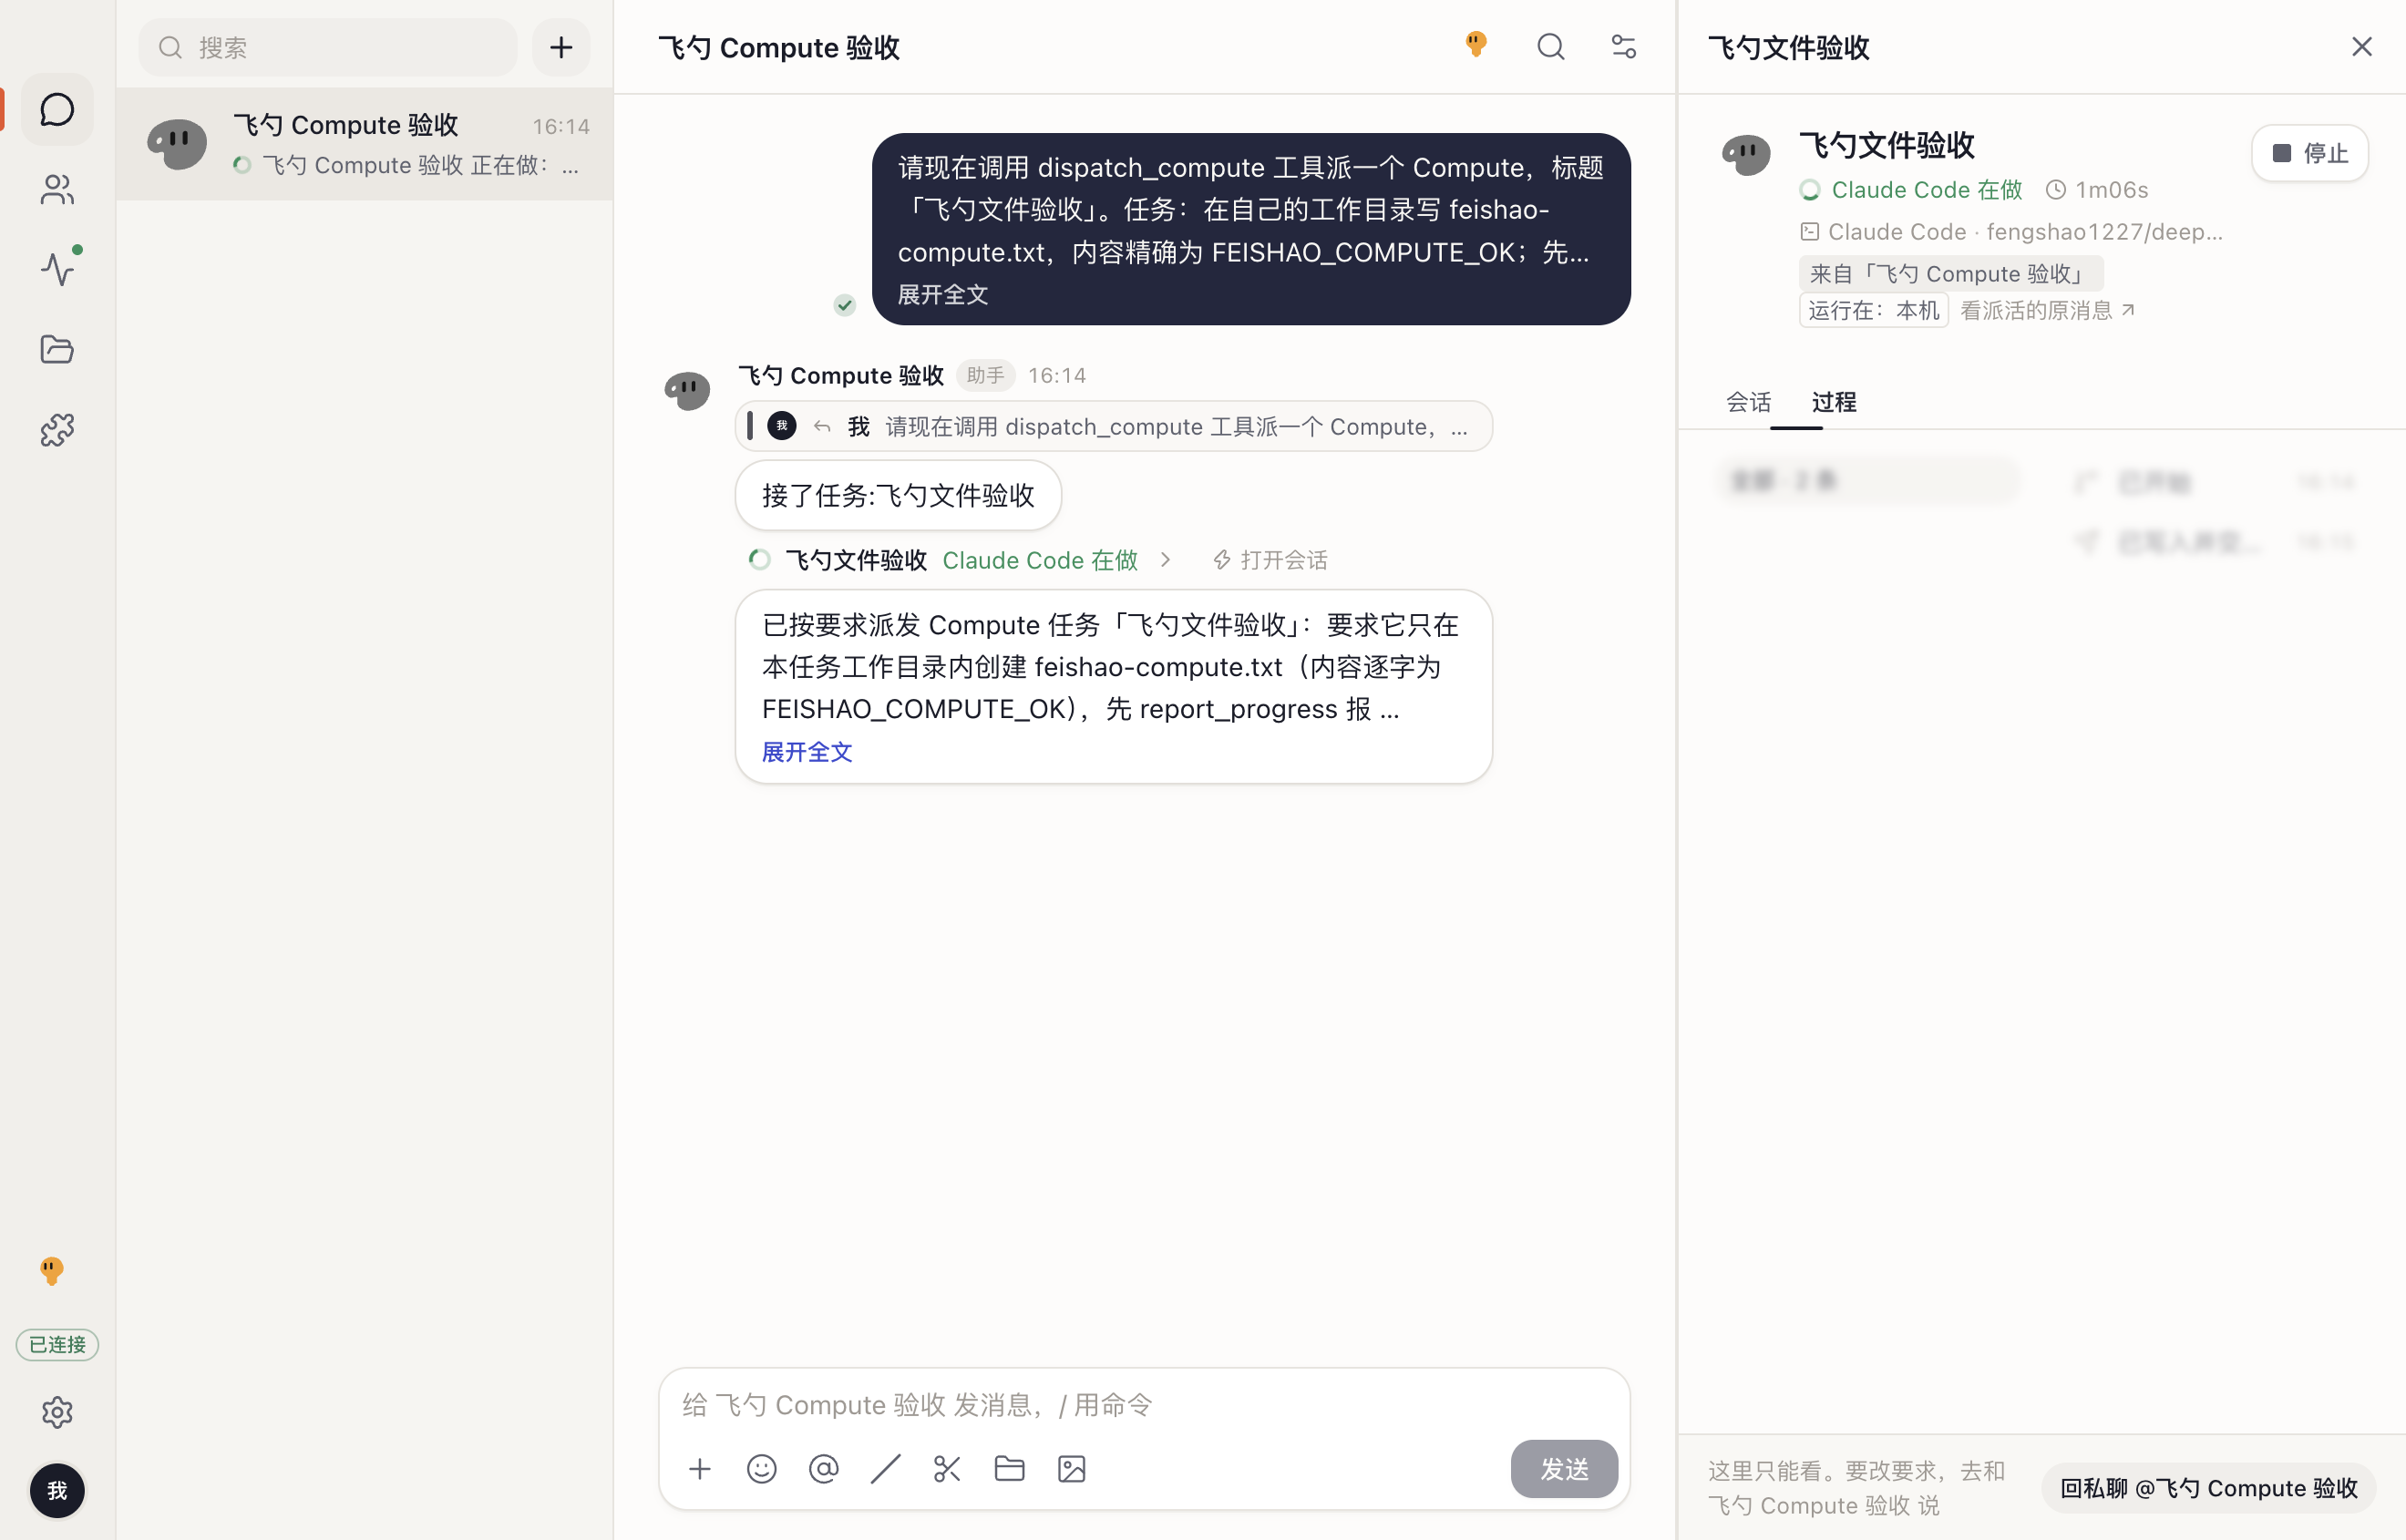 搜索
飞勺 Compute 验收
16:14
飞勺 Compute 验收 正在做：...
已连接
我
飞勺 Compute 验收
请现在调用 dispatch_compute 工具派一个 Compute，标题
「飞勺文件验收」。任务：在自己的工作目录写 feishao-
compute.txt，内容精确为 FEISHAO_COMPUTE_OK；先...
展开全文
飞勺 Compute 验收 助手 16:14
我 我 请现在调用 dispatch_compute 工具派一个 Compute，...
接了任务:飞勺文件验收
飞勺文件验收 Claude Code 在做 打开会话
已按要求派发 Compute 任务「飞勺文件验收」：要求它只在
本任务工作目录内创建 feishao-compute.txt（内容逐字为
FEISHAO_COMPUTE_OK），先 report_progress 报 ...
展开全文
给 飞勺 Compute 验收 发消息，/ 用命令
发送
飞勺文件验收
飞勺文件验收
停止
Claude Code 在做 1m06s
Claude Code · fengshao1227/deep...
来自「飞勺 Compute 验收」
运行在：本机 看派活的原消息
会话 过程
全部 · 2 条
已开始 16:14
这里只能看。要改要求，去和
飞勺 Compute 验收 说
回私聊 @飞勺 Compute 验收